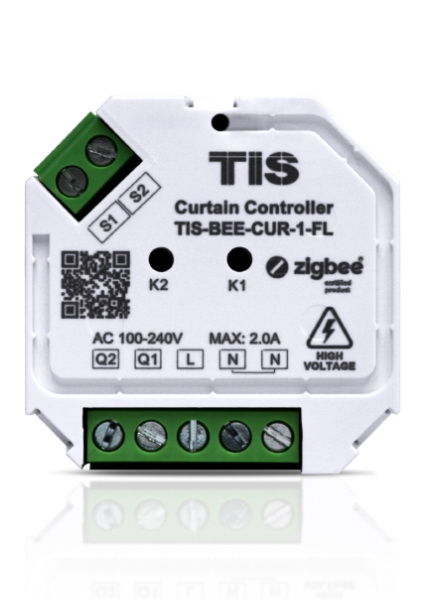 TIS
S1 S2
Curtain Controller
TIS-BEE-CUR-1-FL
K2 K1
zigbee
certified
product
AC 100-240V MAX: 2.0A
Q2 Q1 L N N
HIGH
VOLTAGE